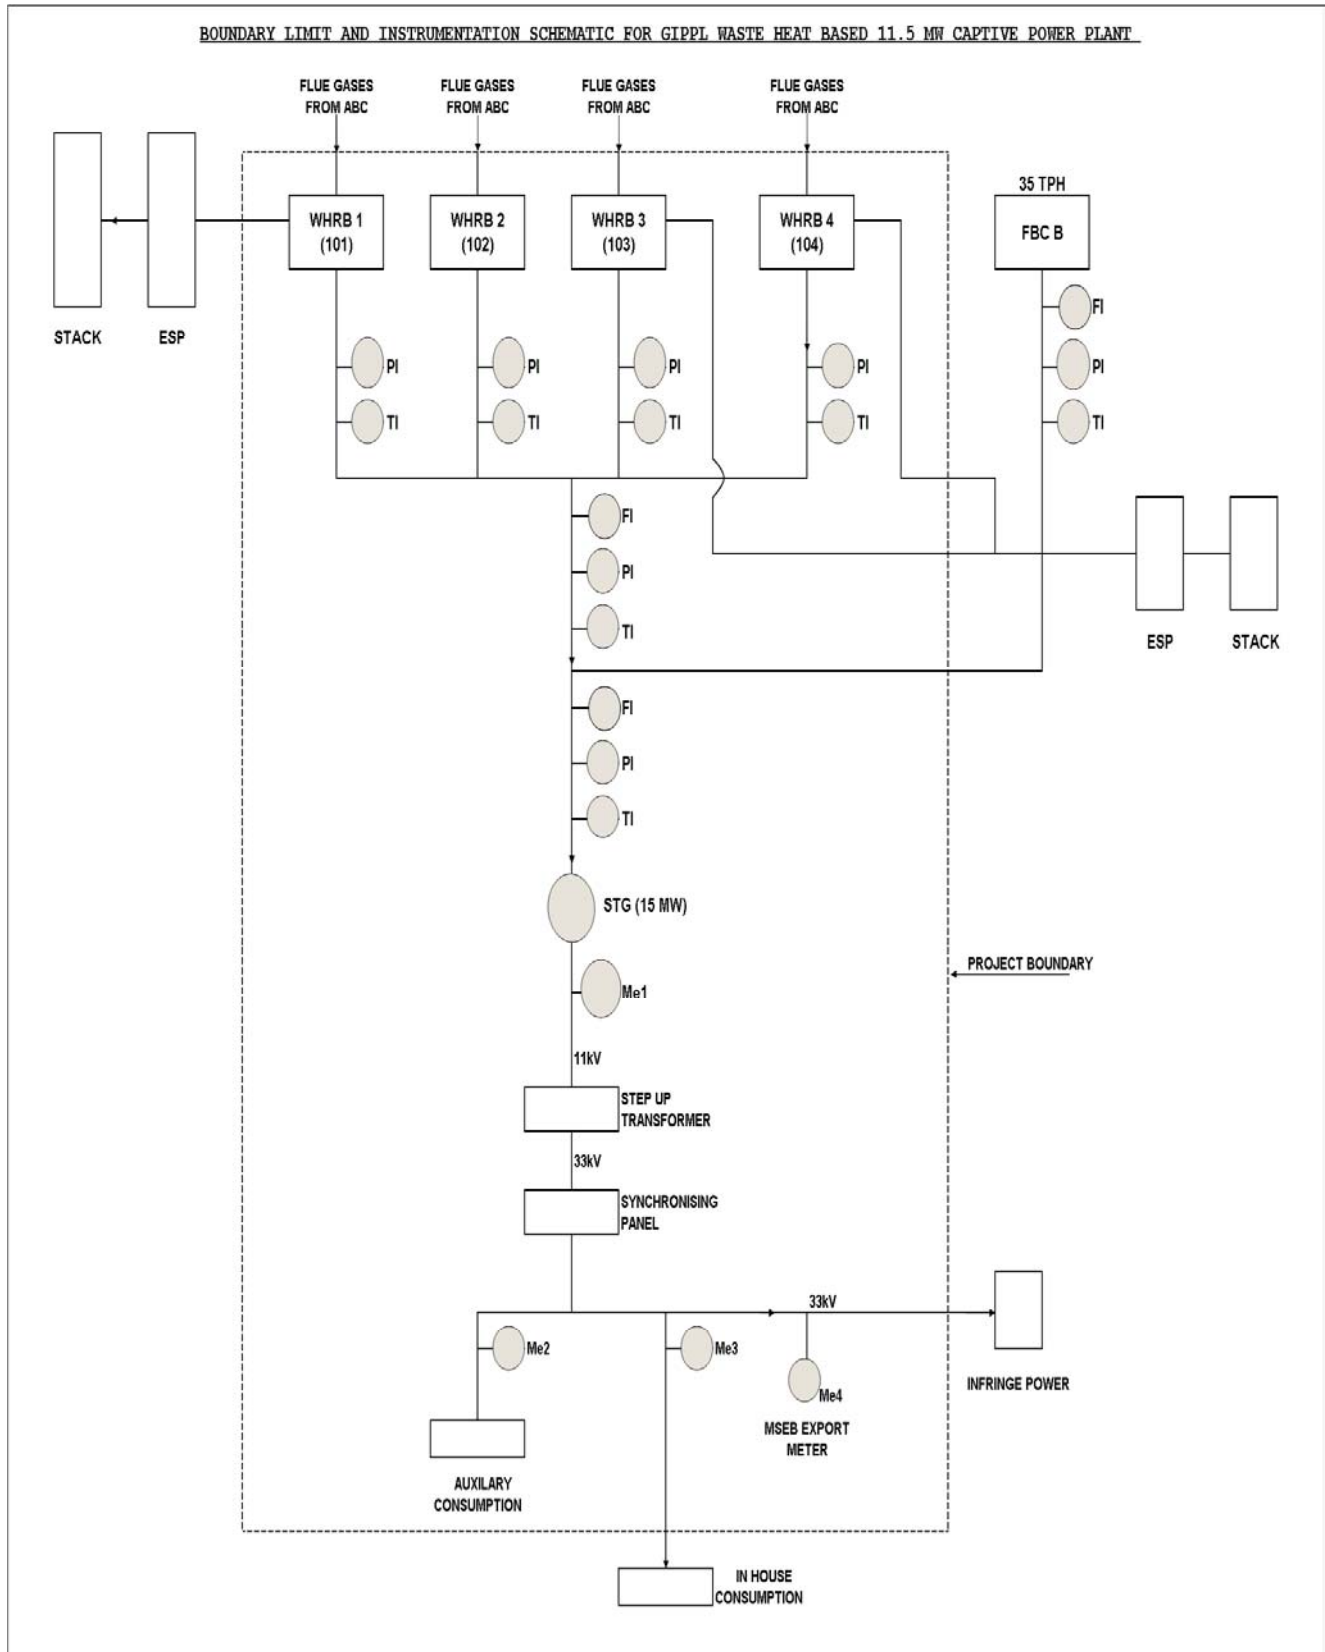 BOUNDARY LIMIT AND INSTRUMENTATION SCHEMATIC FOR GIPPL WASTE HEAT BASED 11.5 MW CAPTIVE POWER PLANT
FLUE GASES
FROM ABC
FLUE GASES
FROM ABC
FLUE GASES
FROM ABC
FLUE GASES
FROM ABC
35 TPH
WHRB 1
(101)
WHRB 2
(102)
WHRB 3
(103)
WHRB 4
(104)
FBC B
STACK
ESP
FI
PI
PI
PI
PI
PI
TI
TI
TI
TI
TI
FI
PI
TI
ESP
STACK
FI
PI
TI
STG (15 MW)
PROJECT BOUNDARY
Me1
11kV
STEP UP
TRANSFORMER
33kV
SYNCHRONISING
PANEL
33kV
Me2
Me3
Me4
INFRINGE POWER
MSEB EXPORT
METER
AUXILARY
CONSUMPTION
IN HOUSE
CONSUMPTION